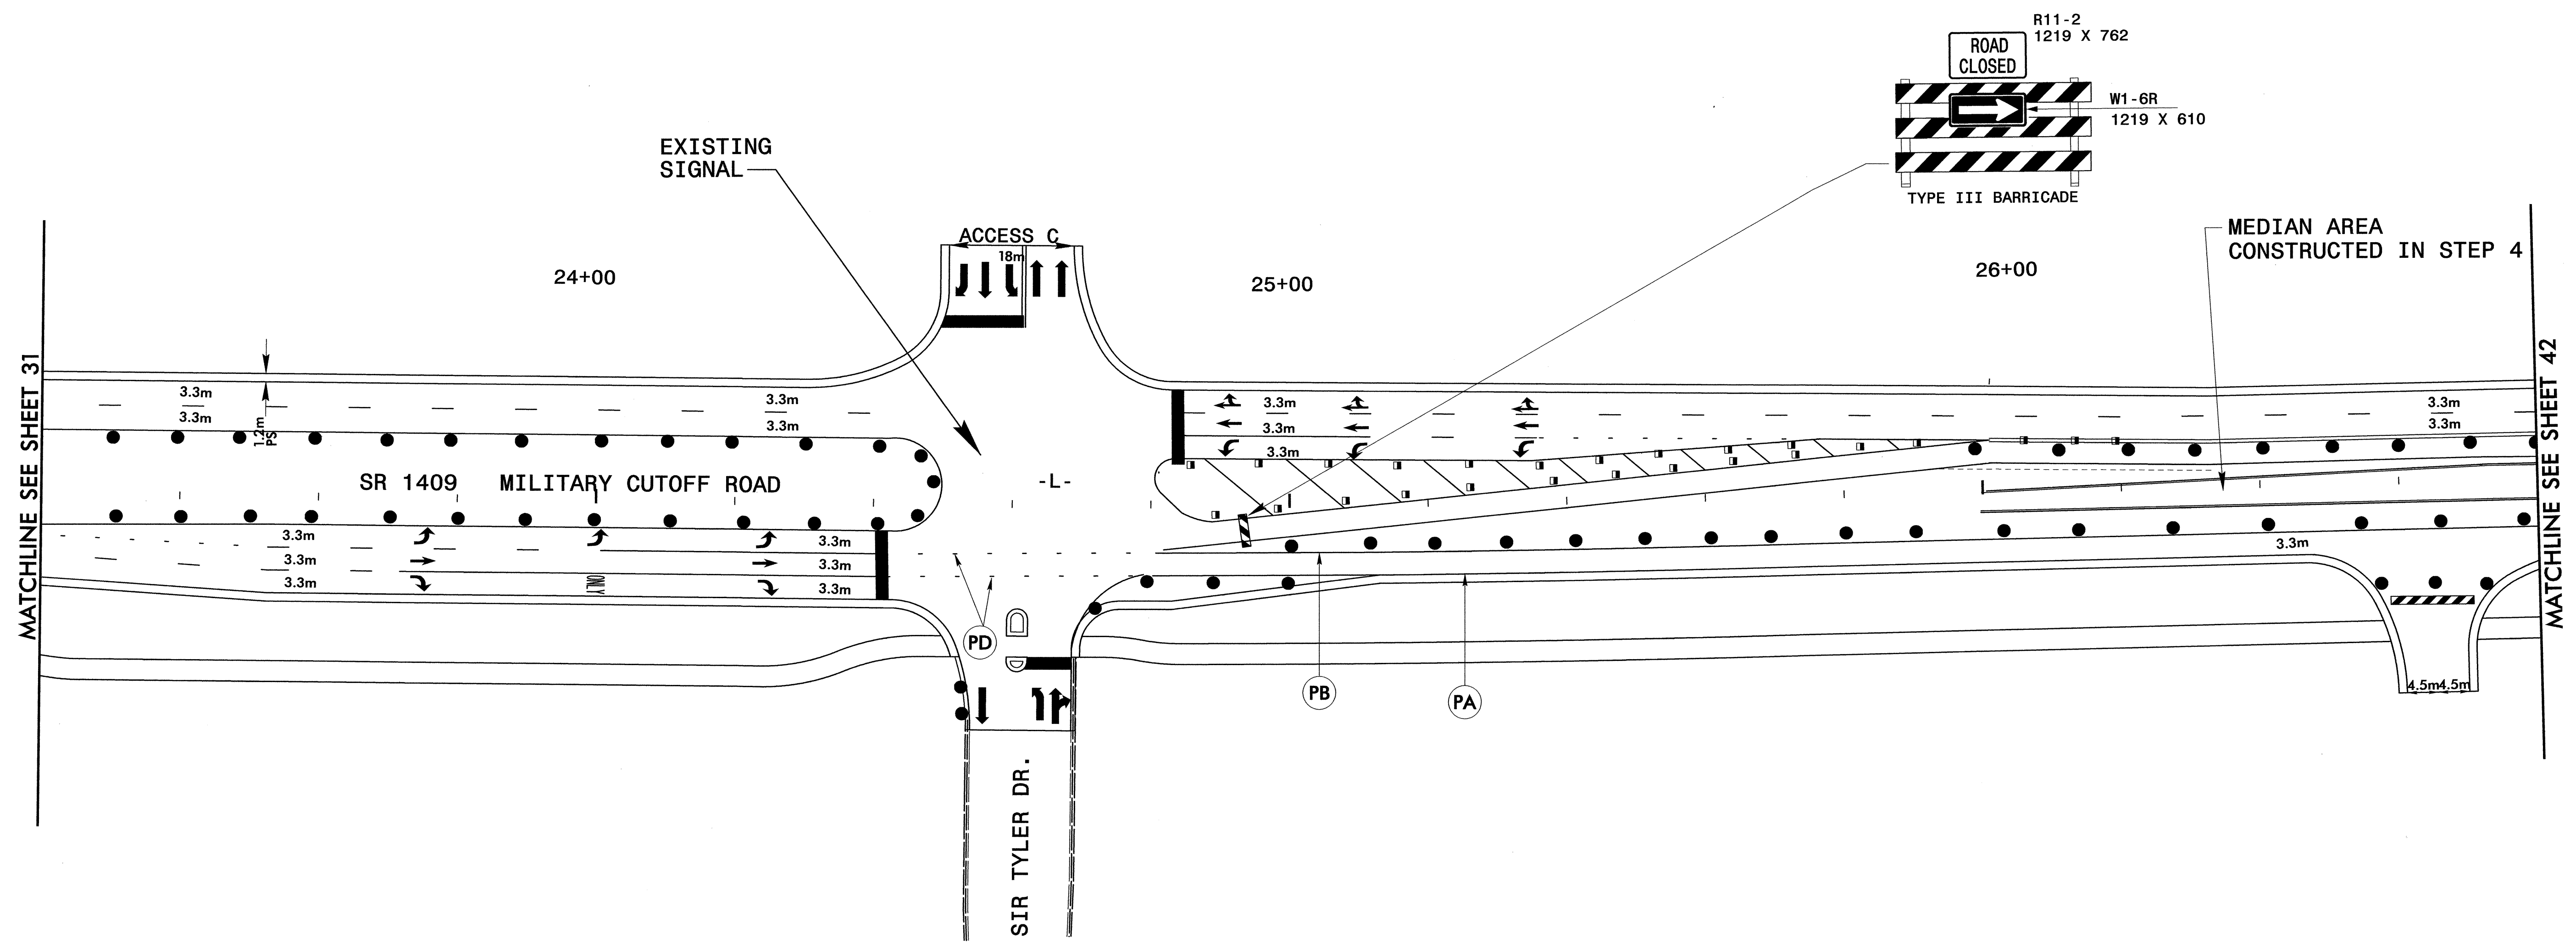 R11-2
1219 X 762
ROAD
CLOSED
W1-6R
1219 X 610
TYPE III BARRICADE
EXISTING
SIGNAL
MEDIAN AREA
CONSTRUCTED IN STEP 4
ACCESS C
18m
24+00
25+00
26+00
MATCHLINE SEE SHEET 31
MATCHLINE SEE SHEET 42
3.3m
3.3m
3.3m
3.3m
3.3m
3.3m
3.3m
3.3m
3.3m
1.2m
PS
SR 1409 MILITARY CUTOFF ROAD
-L-
3.3m
3.3m
3.3m
3.3m
3.3m
3.3m
3.3m
ONLY
PD
PB
PA
4.5m
4.5m
SIR TYLER DR.